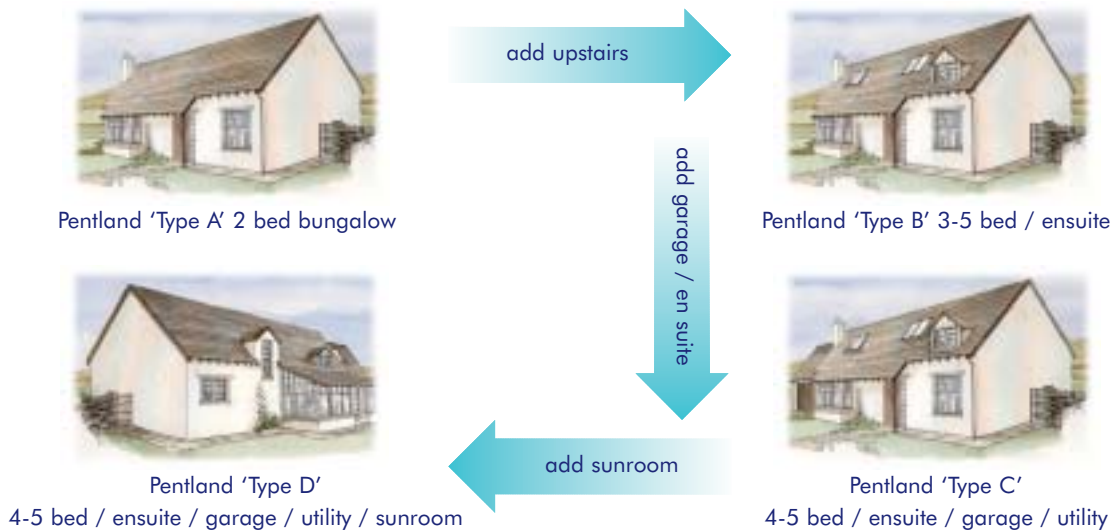 add upstairs
Pentland ‘Type A’ 2 bed bungalow
Pentland ‘Type B’ 3-5 bed / ensuite
add garage / en suite
add sunroom
Pentland ‘Type D’
4-5 bed / ensuite / garage / utility / sunroom
Pentland ‘Type C’
4-5 bed / ensuite / garage / utility